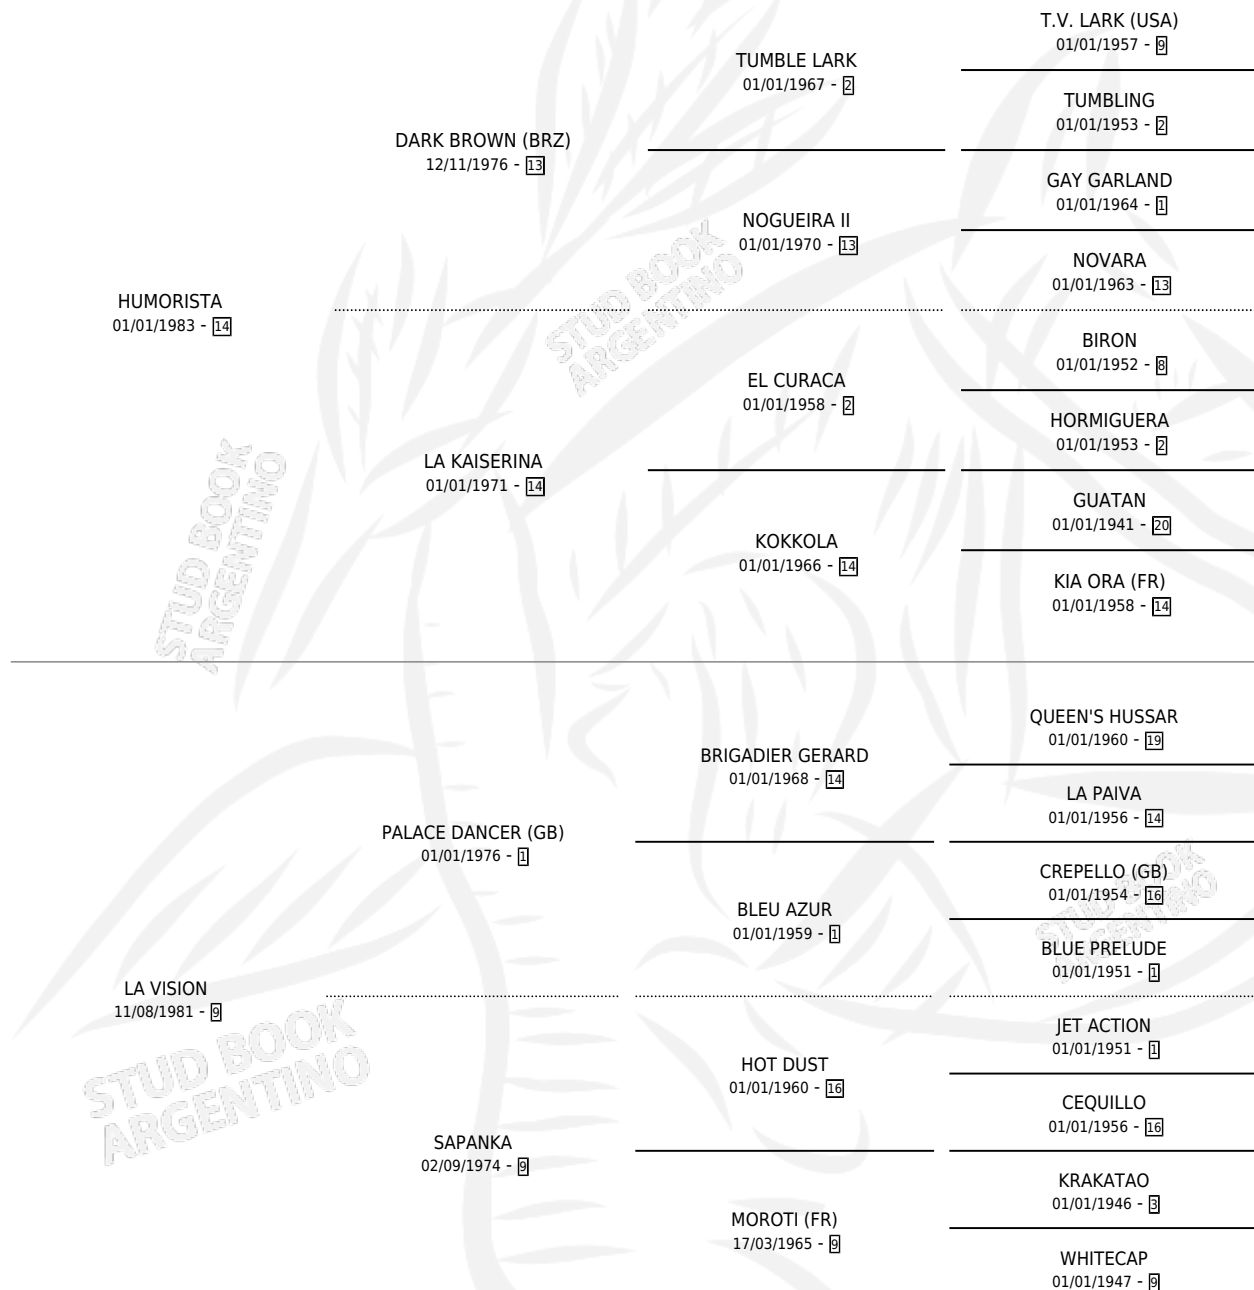 T.V. LARK (USA)
01/01/1957 - 9
TUMBLE LARK
01/01/1967 - 2
TUMBLING
01/01/1953 - 2
DARK BROWN (BRZ)
12/11/1976 - 13
GAY GARLAND
01/01/1964 - 1
NOGUEIRA II
01/01/1970 - 13
NOVARA
01/01/1963 - 13
HUMORISTA
01/01/1983 - 14
BIRON
01/01/1952 - 8
EL CURACA
01/01/1958 - 2
HORMIGUERA
01/01/1953 - 2
LA KAISERINA
01/01/1971 - 14
GUATAN
01/01/1941 - 20
KOKKOLA
01/01/1966 - 14
KIA ORA (FR)
01/01/1958 - 14
QUEEN'S HUSSAR
01/01/1960 - 19
BRIGADIER GERARD
01/01/1968 - 14
LA PAIVA
01/01/1956 - 14
PALACE DANCER (GB)
01/01/1976 - 1
CREPELLO (GB)
01/01/1954 - 16
BLEU AZUR
01/01/1959 - 1
BLUE PRELUDE
01/01/1951 - 1
LA VISION
11/08/1981 - 9
JET ACTION
01/01/1951 - 1
HOT DUST
01/01/1960 - 16
CEQUILLO
01/01/1956 - 16
SAPANKA
02/09/1974 - 9
KRAKATAO
01/01/1946 - 3
MOROTI (FR)
17/03/1965 - 9
WHITECAP
01/01/1947 - 9
STUD BOOK
ARGENTINO
STUD BOOK
ARGENTINO
STUD BOOK
ARGENTINO
STUD BOOK
ARGENTINO